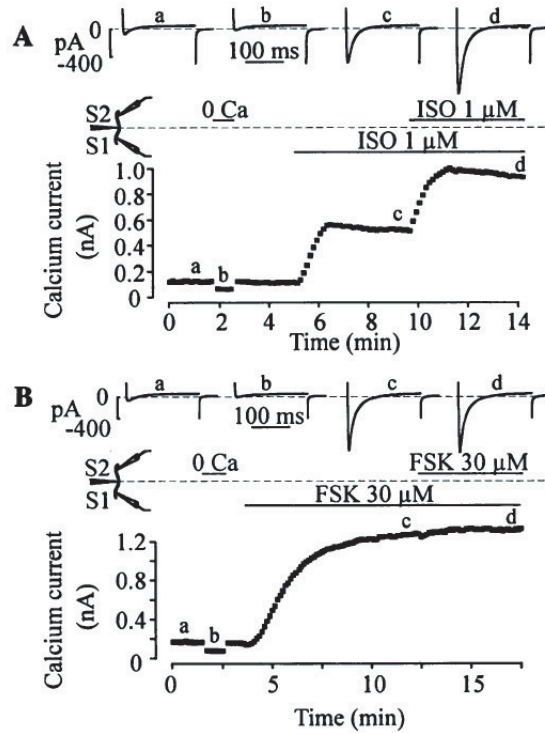 A
a b c d
pA 0
-400
100 ms
S2
S1
0 Ca
ISO 1 µM
ISO 1 µM
Calcium current
(nA)
1.0
0.8
0.6
0.4
0.2
0
a b c d
0 2 4 6 8 10 12 14
Time (min)
B
a b c d
pA 0
-400
100 ms
S2
S1
0 Ca
FSK 30 µM
FSK 30 µM
Calcium current
(nA)
1.2
0.8
0.4
0
a b c d
0 5 10 15
Time (min)